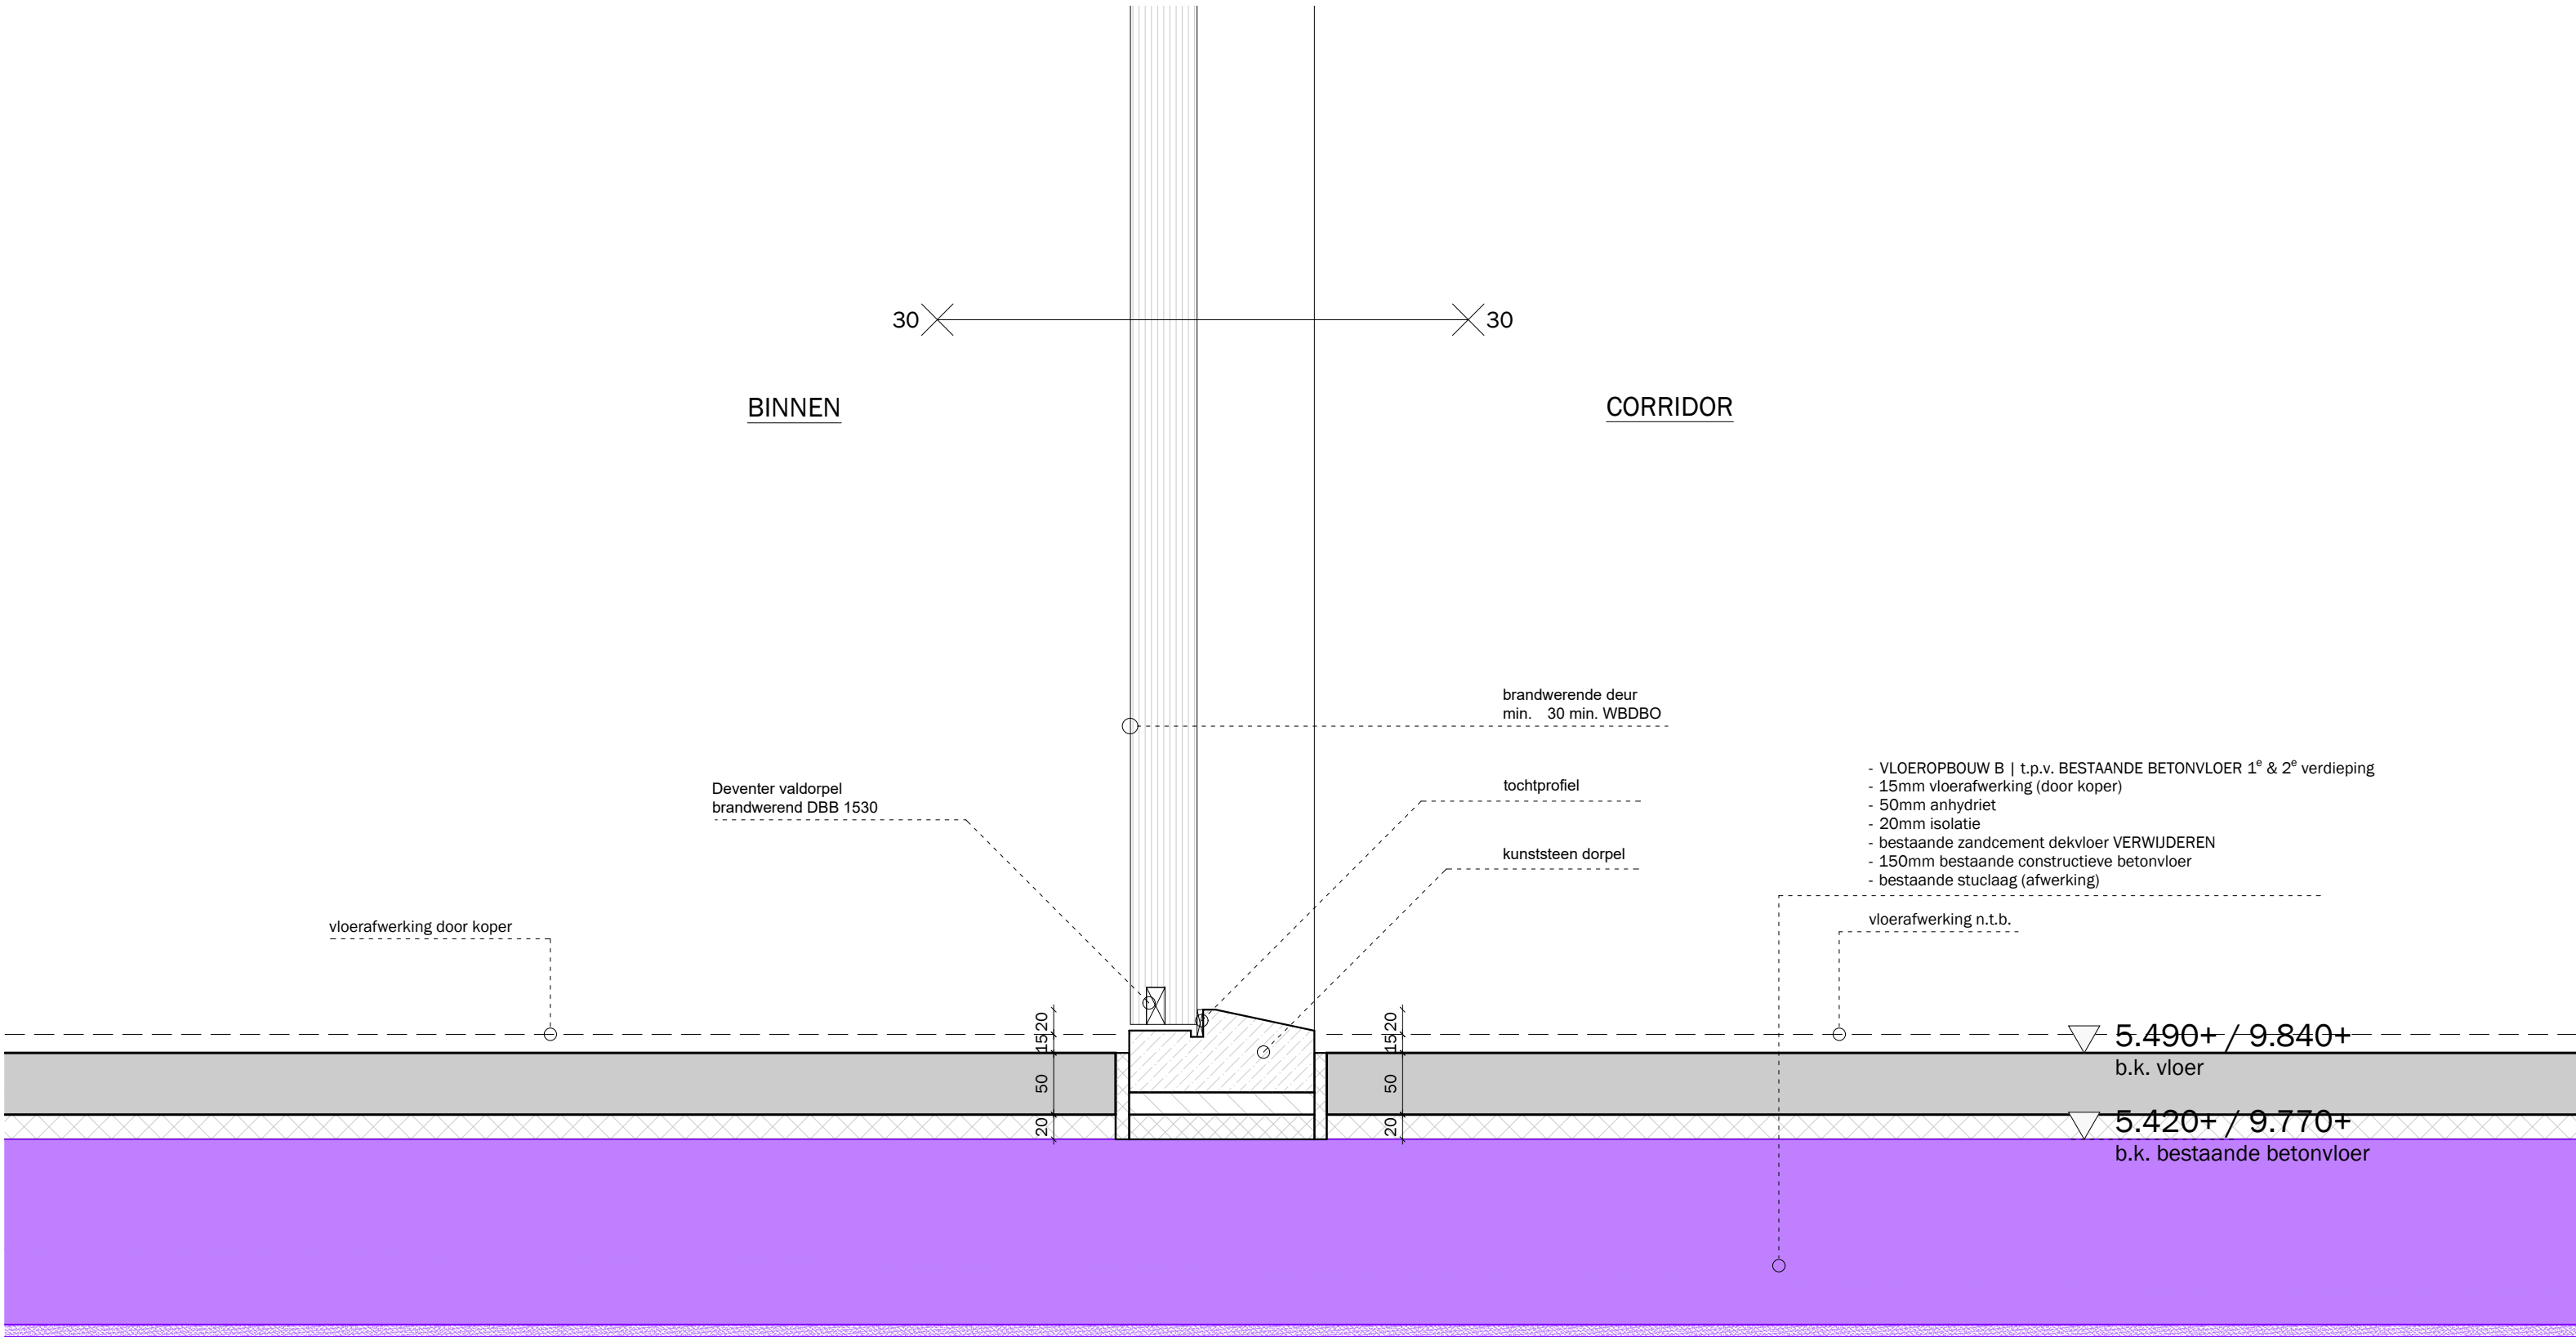 30
30
BINNEN
CORRIDOR
brandwerende deur
min. 30 min. WBDBO
Deventer valdorpel
brandwerend DBB 1530
tochtprofiel
kunststeen dorpel
- VLOEROPBOUW B | t.p.v. BESTAANDE BETONVLOER 1e & 2e verdieping
- 15mm vloerafwerking (door koper)
- 50mm anhydriet
- 20mm isolatie
- bestaande zandcement dekvloer VERWIJDEREN
- 150mm bestaande constructieve betonvloer
- bestaande stuclaag (afwerking)
vloerafwerking door koper
vloerafwerking n.t.b.
20
15
50
20
20
15
50
20
5.490+ / 9.840+
b.k. vloer
5.420+ / 9.770+
b.k. bestaande betonvloer